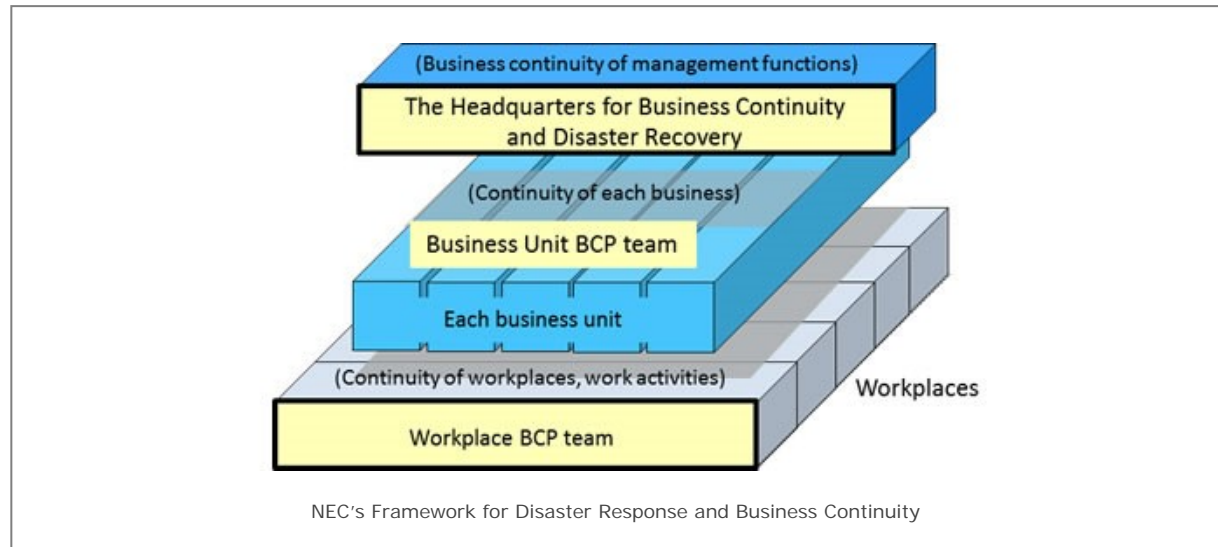 (Business continuity of management functions)
The Headquarters for Business Continuity
and Disaster Recovery
(Continuity of each business)
Business Unit BCP team
Each business unit
(Continuity of workplaces, work activities)
Workplaces
Workplace BCP team
NEC's Framework for Disaster Response and Business Continuity